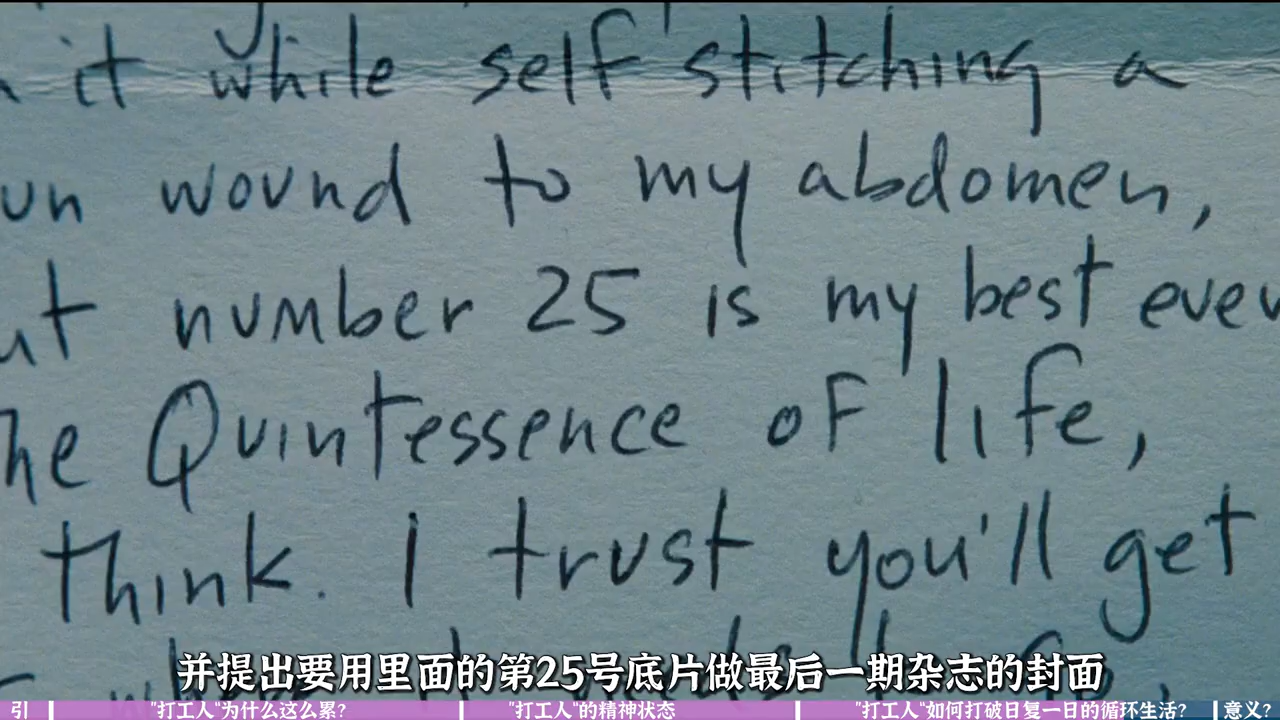 it while self stitching a
un wound to my abdomen,
ut number 25 is my best ever
he Quintessence of life,
think. I trust you'll get
并提出要用里面的第25号底片做最后一期杂志的封面
引 "打工人"为什么这么累? "打工人"的精神状态 "打工人"如何打破日复一日的循环生活? 意义?